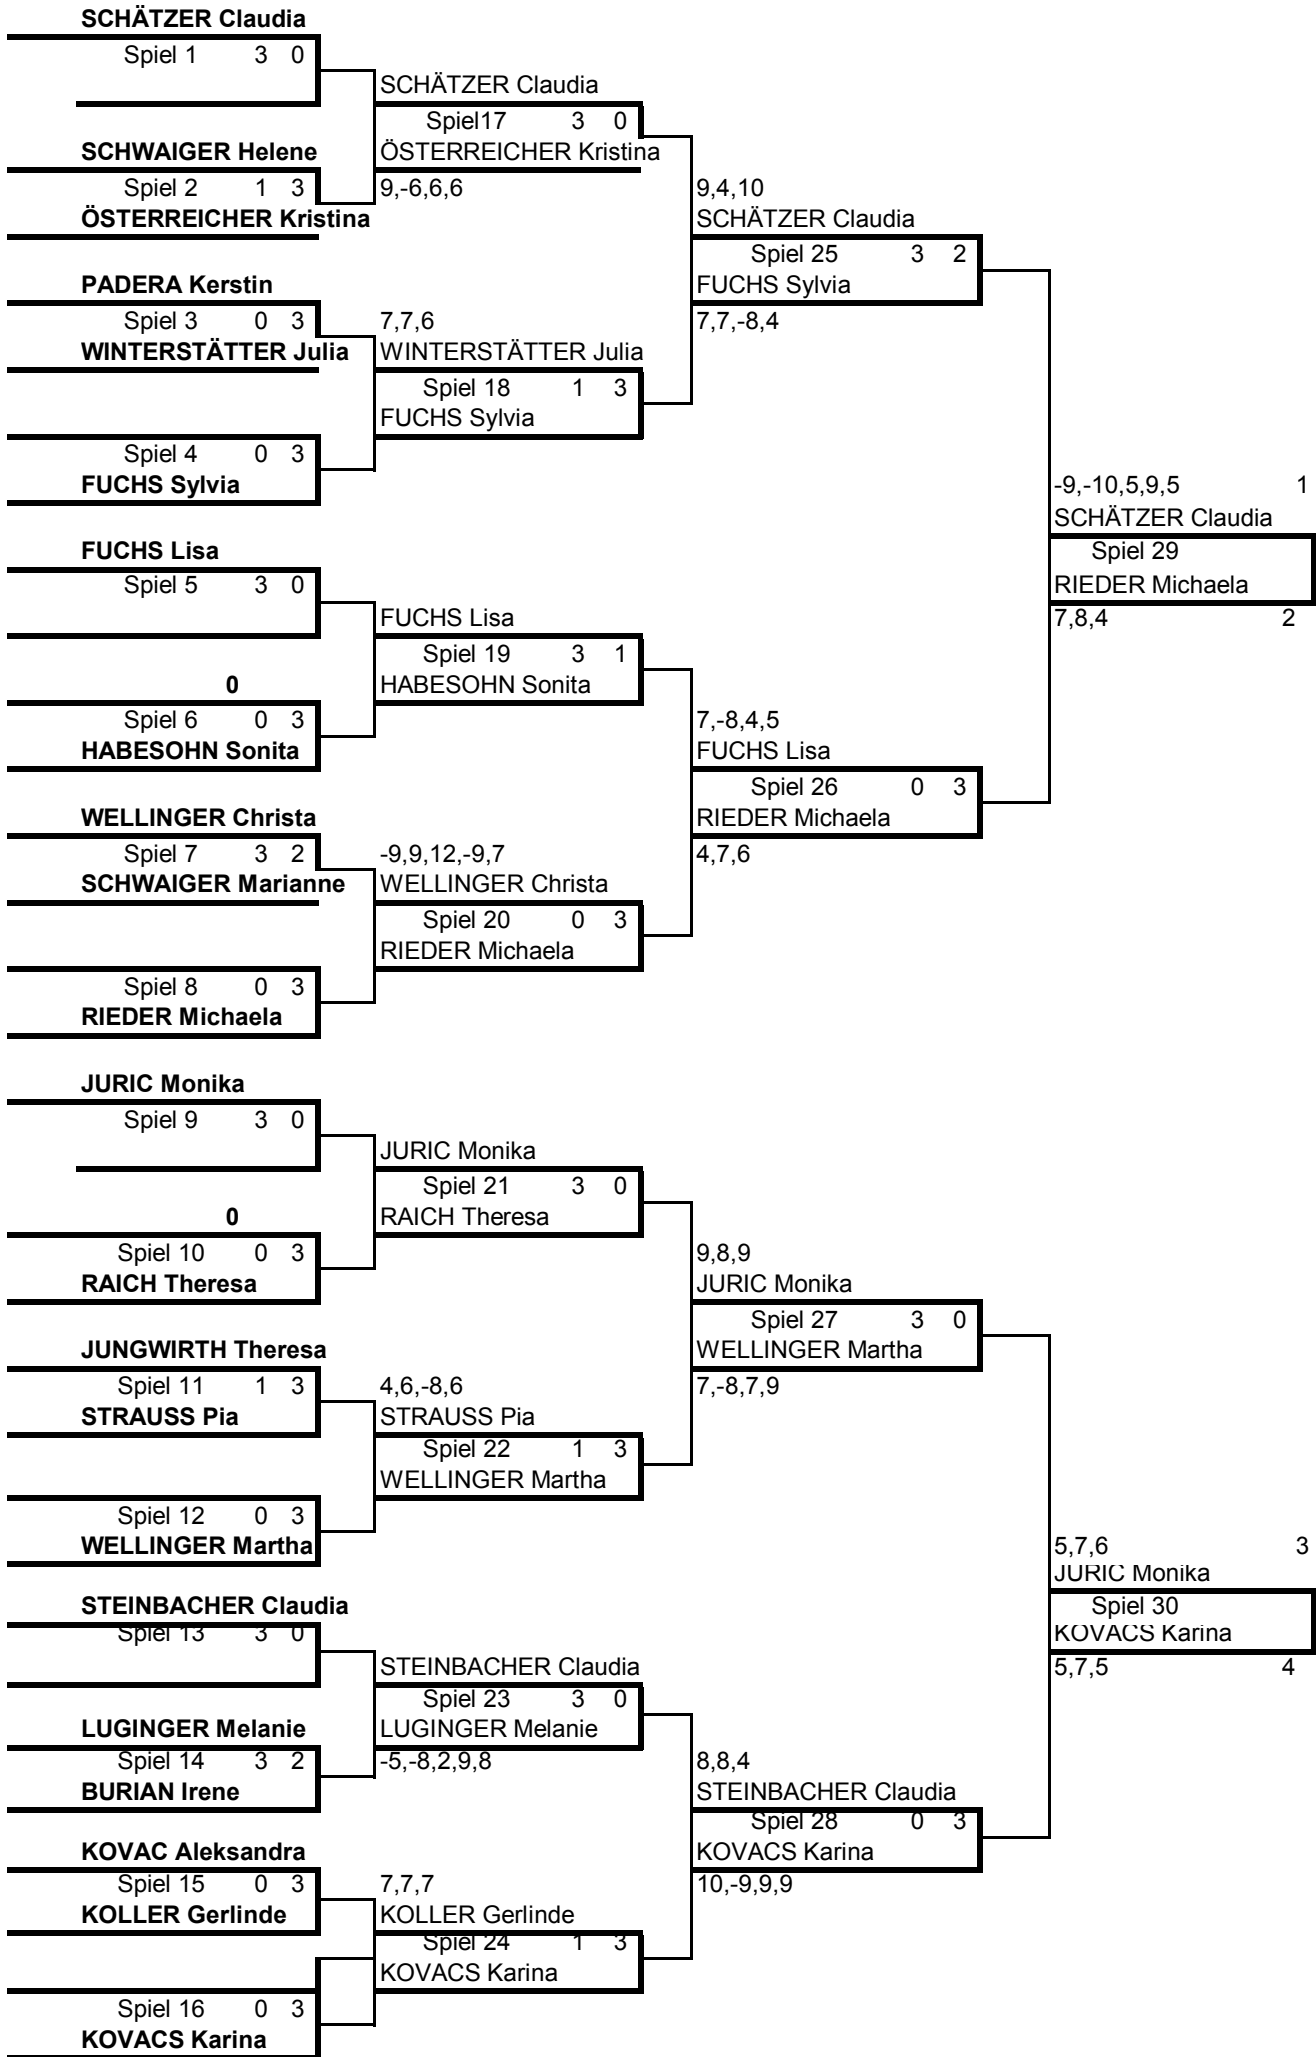 SCHÄTZER Claudia
Spiel 1 3 0
SCHÄTZER Claudia
Spiel17 3 0
SCHWAIGER Helene
ÖSTERREICHER Kristina
Spiel 2 1 3
9,-6,6,6
9,4,10
ÖSTERREICHER Kristina
SCHÄTZER Claudia
Spiel 25 3 2
PADERA Kerstin
FUCHS Sylvia
Spiel 3 0 3
7,7,6
7,7,-8,4
WINTERSTÄTTER Julia
WINTERSTÄTTER Julia
Spiel 18 1 3
FUCHS Sylvia
Spiel 4 0 3
FUCHS Sylvia
-9,-10,5,9,5 1
SCHÄTZER Claudia
FUCHS Lisa
Spiel 29
Spiel 5 3 0
RIEDER Michaela
FUCHS Lisa
7,8,4 2
Spiel 19 3 1
0
HABESOHN Sonita
Spiel 6 0 3
7,-8,4,5
HABESOHN Sonita
FUCHS Lisa
Spiel 26 0 3
WELLINGER Christa
RIEDER Michaela
Spiel 7 3 2
-9,9,12,-9,7
4,7,6
SCHWAIGER Marianne
WELLINGER Christa
Spiel 20 0 3
RIEDER Michaela
Spiel 8 0 3
RIEDER Michaela
JURIC Monika
Spiel 9 3 0
JURIC Monika
Spiel 21 3 0
0
RAICH Theresa
Spiel 10 0 3
9,8,9
RAICH Theresa
JURIC Monika
Spiel 27 3 0
JUNGWIRTH Theresa
WELLINGER Martha
Spiel 11 1 3
4,6,-8,6
7,-8,7,9
STRAUSS Pia
STRAUSS Pia
Spiel 22 1 3
WELLINGER Martha
Spiel 12 0 3
WELLINGER Martha
5,7,6 3
JURIC Monika
STEINBACHER Claudia
Spiel 30
Spiel 13 3 0
KOVACS Karina
STEINBACHER Claudia
5,7,5 4
Spiel 23 3 0
LUGINGER Melanie
LUGINGER Melanie
Spiel 14 3 2
-5,-8,2,9,8
8,8,4
BURIAN Irene
STEINBACHER Claudia
Spiel 28 0 3
KOVAC Aleksandra
KOVACS Karina
Spiel 15 0 3
7,7,7
10,-9,9,9
KOLLER Gerlinde
KOLLER Gerlinde
Spiel 24 1 3
KOVACS Karina
Spiel 16 0 3
KOVACS Karina